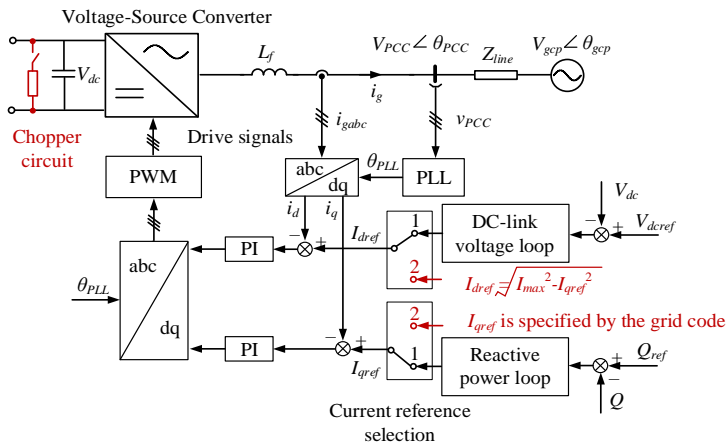 Voltage-Source Converter
L_f
V_PCC∠θ_PCC
Z_line
V_gcp∠θ_gcp
V_dc
i_g
Chopper
circuit
Drive signals
i_gabc
v_PCC
PWM
abc
dq
θ_PLL
PLL
i_d
i_q
V_dc
I_dref
1
DC-link
voltage loop
−
+
V_dcref
abc
dq
PI
−
+
2
I_dref=√I_max²-I_qref²
θ_PLL
2
I_qref is specified by the grid code
PI
−
+
I_qref
1
Reactive
power loop
+
−
Q_ref
Q
Current reference
selection